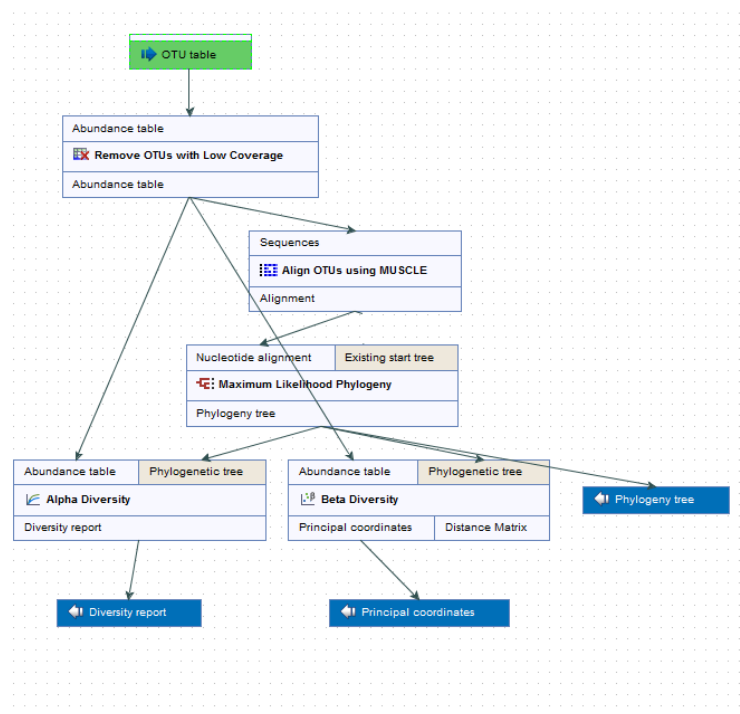 OTU table
Abundance table
Remove OTUs with Low Coverage
Abundance table
Sequences
Align OTUs using MUSCLE
Alignment
Nucleotide alignment Existing start tree
Maximum Likelihood Phylogeny
Phylogeny tree
Abundance table Phylogenetic tree
Alpha Diversity
Diversity report
Abundance table Phylogenetic tree
β Beta Diversity
Principal coordinates Distance Matrix
Phylogeny tree
Diversity report
Principal coordinates